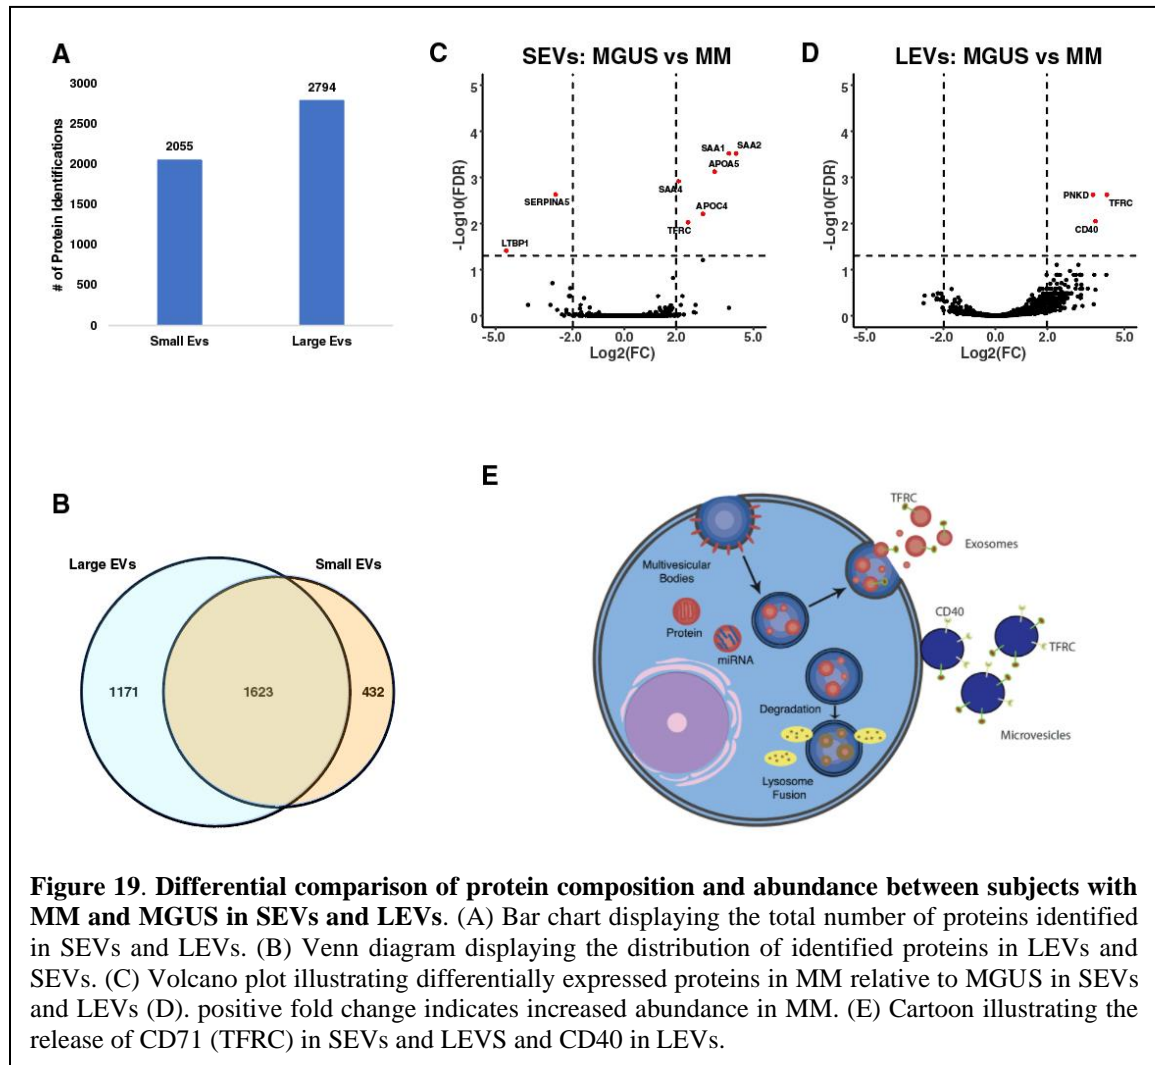 A
# of Protein Identifications
3000
2500
2000
1500
1000
500
0
2055
2794
Small Evs
Large Evs
C
SEVs: MGUS vs MM
-Log10(FDR)
5
4
3
2
1
0
SAA1
SAA2
APOA5
SAA4
SERPINA5
APOC4
TFRC
LTBP1
-5.0
-2.0
0.0
2.0
5.0
Log2(FC)
D
LEVs: MGUS vs MM
-Log10(FDR)
5
4
3
2
1
0
PNKD
TFRC
CD40
-5.0
-2.0
0.0
2.0
5.0
Log2(FC)
B
Large EVs
Small EVs
1171
1623
432
E
TFRC
Exosomes
Multivesicular
Bodies
Protein
miRNA
CD40
TFRC
Degradation
Microvesicles
Lysosome
Fusion
Figure 19. Differential comparison of protein composition and abundance between subjects with
MM and MGUS in SEVs and LEVs. (A) Bar chart displaying the total number of proteins identified
in SEVs and LEVs. (B) Venn diagram displaying the distribution of identified proteins in LEVs and
SEVs. (C) Volcano plot illustrating differentially expressed proteins in MM relative to MGUS in SEVs
and LEVs (D). positive fold change indicates increased abundance in MM. (E) Cartoon illustrating the
release of CD71 (TFRC) in SEVs and LEVS and CD40 in LEVs.